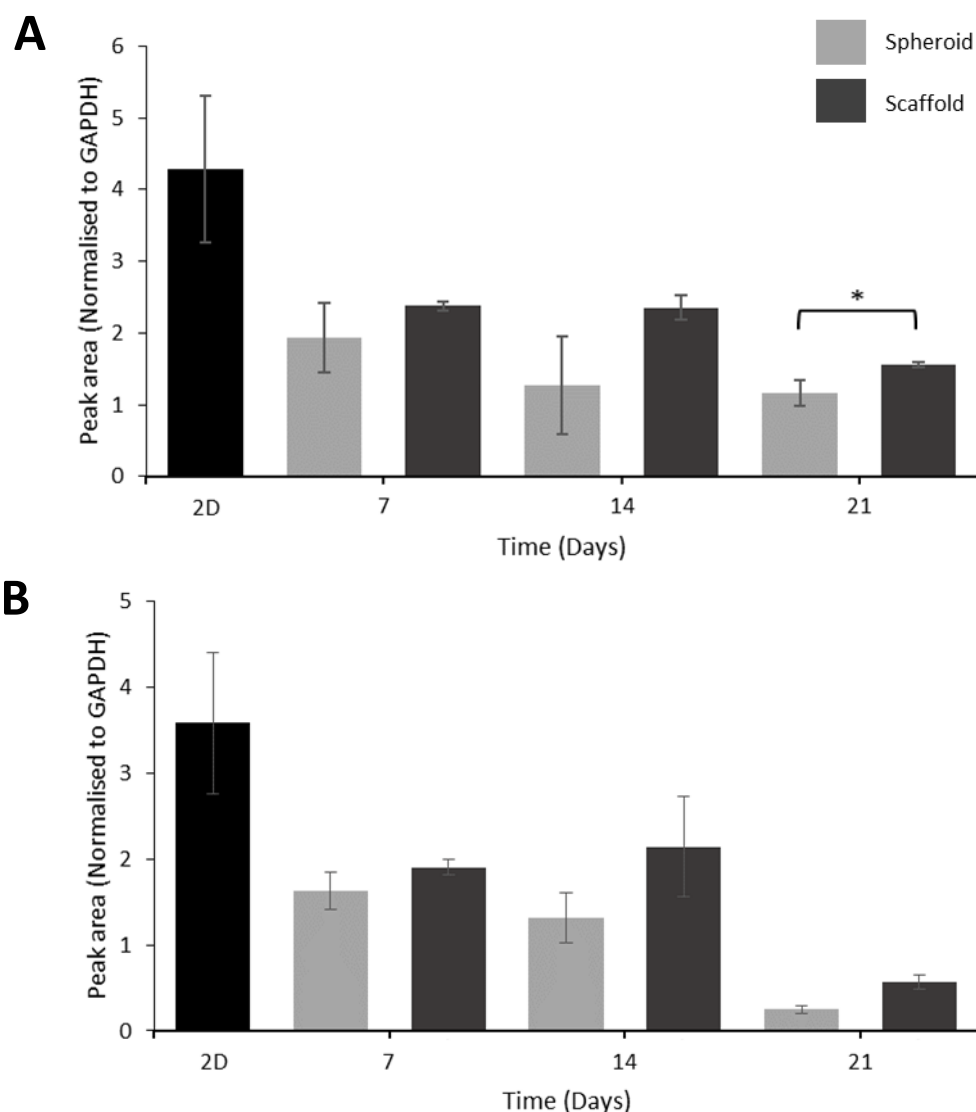 A
Spheroid
Scaffold
Peak area (Normalised to GAPDH)
6
5
4
3
2
1
0
*
2D 7 14 21
Time (Days)
B
Peak area (Normalised to GAPDH)
5
4
3
2
1
0
2D 7 14 21
Time (Days)